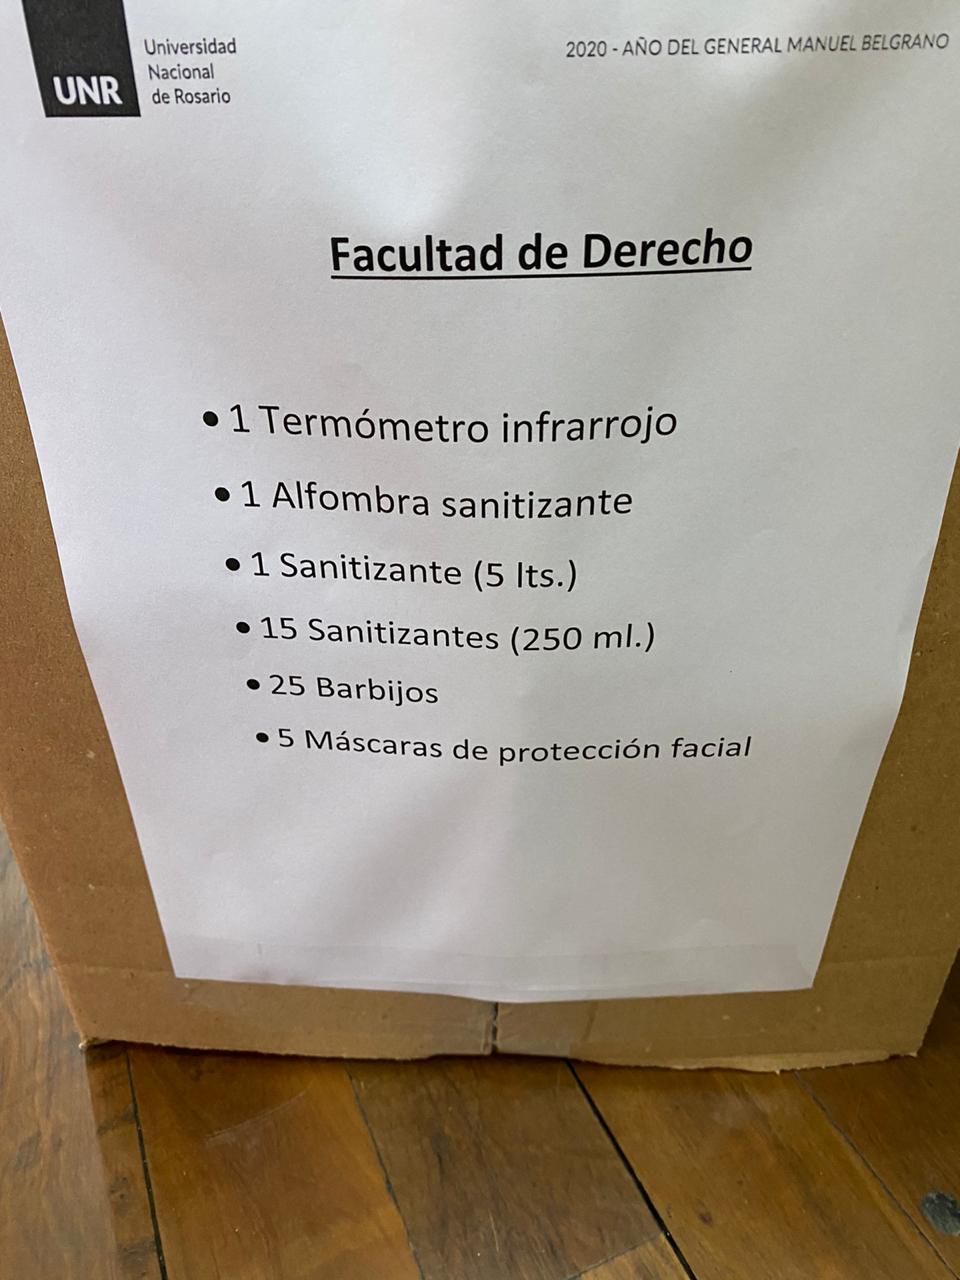 UNR
Universidad
Nacional
de Rosario
2020 - AÑO DEL GENERAL MANUEL BELGRANO
Facultad de Derecho
• 1 Termómetro infrarrojo
• 1 Alfombra sanitizante
• 1 Sanitizante (5 lts.)
• 15 Sanitizantes (250 ml.)
• 25 Barbijos
• 5 Máscaras de protección facial